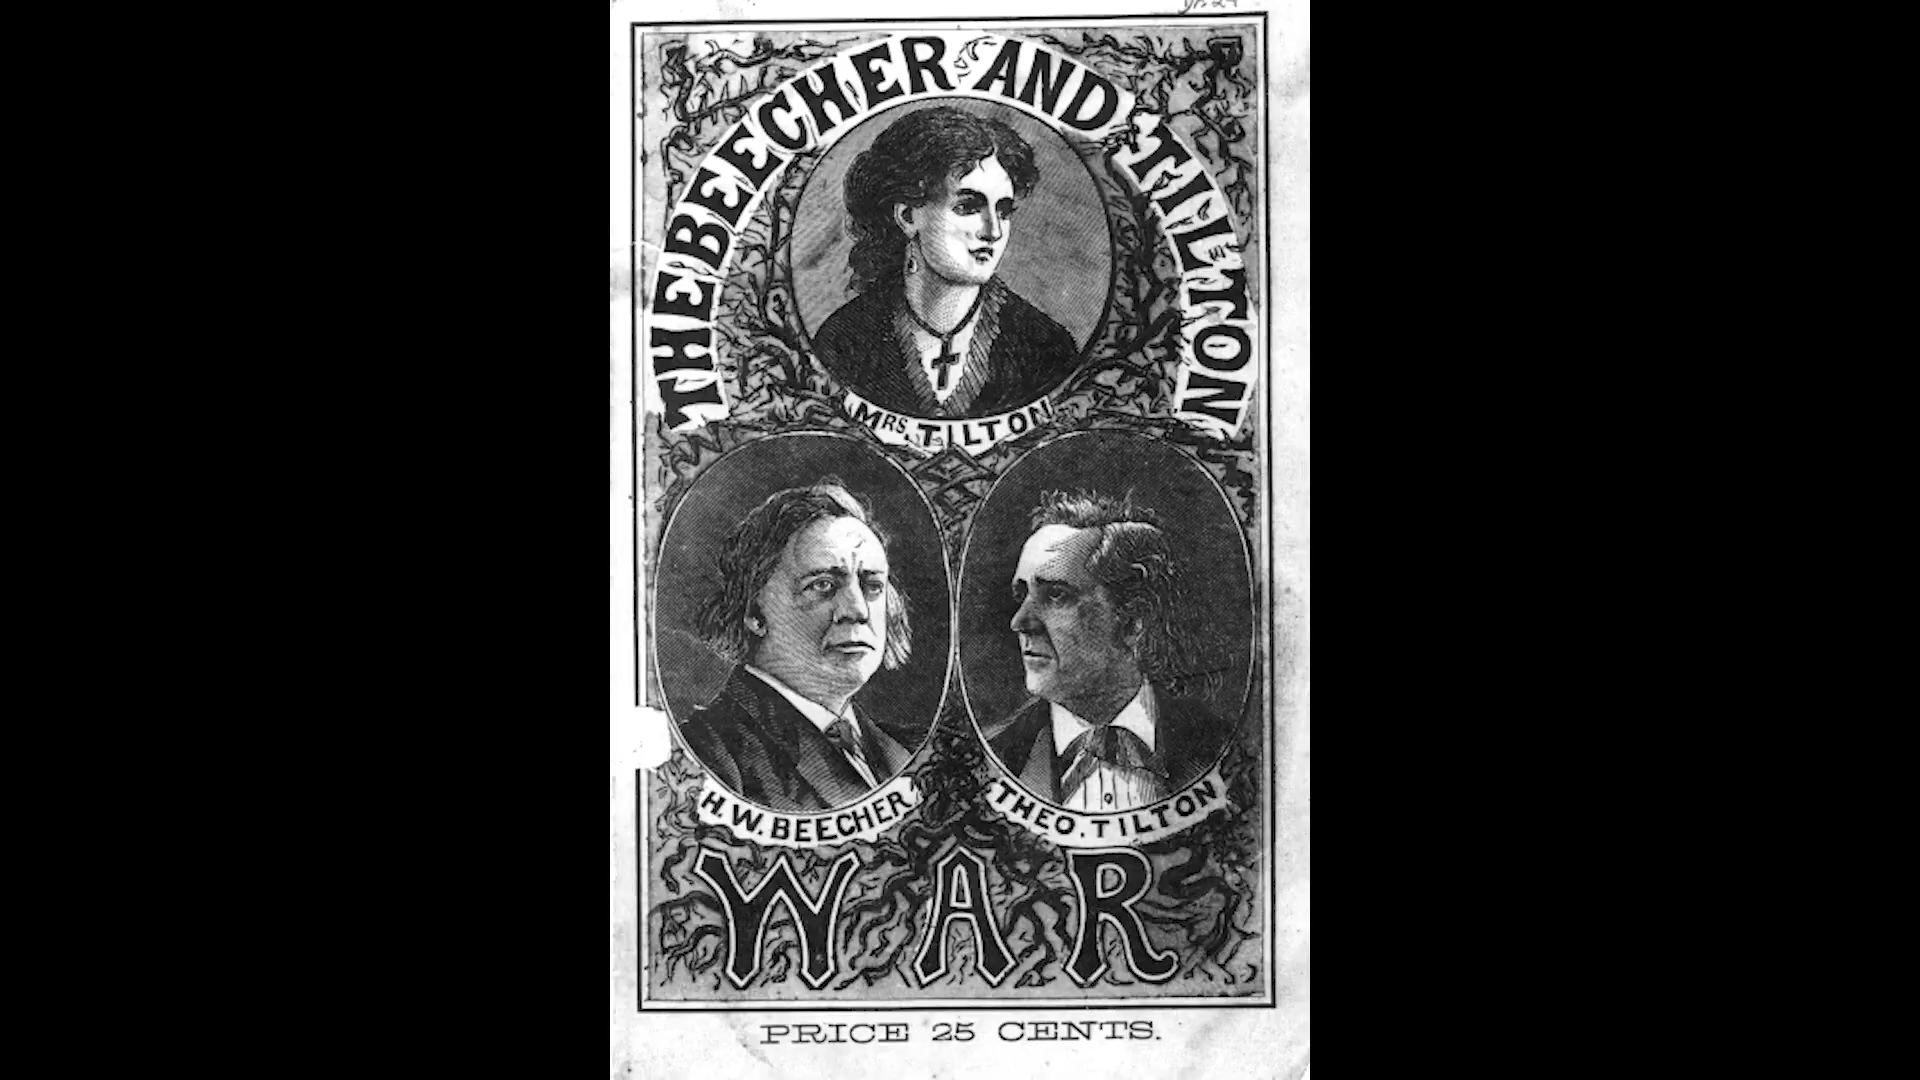 THE BEECHER AND TILTON
MRS. TILTON
H. W. BEECHER
THEO. TILTON
WAR
PRICE 25 CENTS.